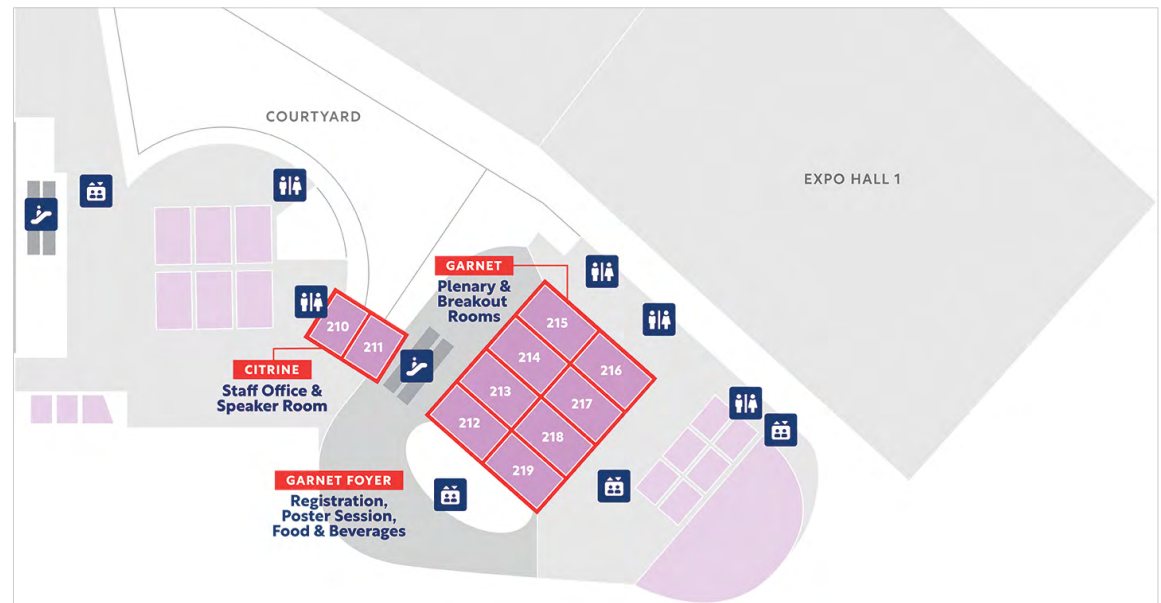 COURTYARD
EXPO HALL 1
GARNET
Plenary &
Breakout
Rooms
215
214
216
213
217
212
218
219
210
211
CITRINE
Staff Office &
Speaker Room
GARNET FOYER
Registration,
Poster Session,
Food & Beverages